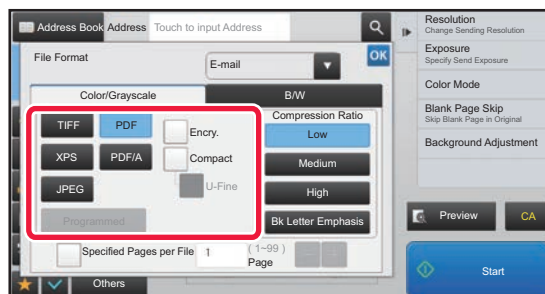 Address Book Address Touch to input Address
File Format
E-mail
OK
Color/Grayscale
B/W
TIFF
PDF
Encry.
XPS
PDF/A
Compact
JPEG
U-Fine
Programmed
Compression Ratio
Low
Medium
High
Bk Letter Emphasis
Specified Pages per File 1 (1~99)
Page
Others
Resolution
Change Sending Resolution
Exposure
Specify Send Exposure
Color Mode
Blank Page Skip
Skip Blank Page in Original
Background Adjustment
Preview
CA
Start